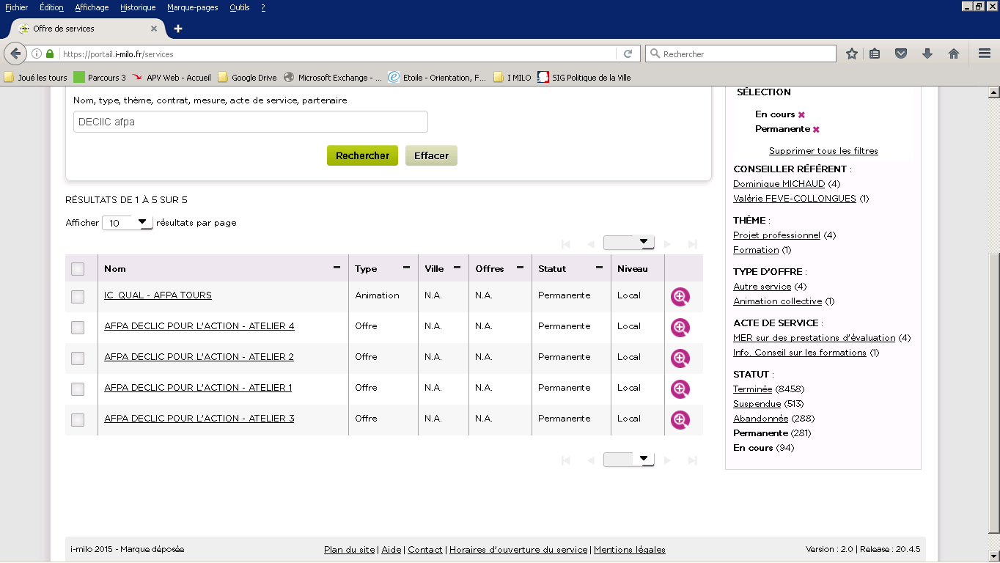 Fichier Édition Affichage Historique Marque-pages Outils ?
Offre de services
https://portail.i-milo.fr/services
Rechercher
Joué les tours Parcours 3 APV Web - Accueil Google Drive Microsoft Exchange - ... Etoile - Orientation, F... I MILO SIG Politique de la Ville
Nom, type, thème, contrat, mesure, acte de service, partenaire
DEClIC afpa
Rechercher Effacer
RÉSULTATS DE 1 À 5 SUR 5
Afficher 10 résultats par page
Nom Type Ville Offres Statut Niveau
IC QUAL - AFPA TOURS Animation N.A. N.A. Permanente Local
AFPA DECLIC POUR L'ACTION - ATELIER 4 Offre N.A. N.A. Permanente Local
AFPA DECLIC POUR L'ACTION - ATELIER 2 Offre N.A. N.A. Permanente Local
AFPA DECLIC POUR L'ACTION - ATELIER 1 Offre N.A. N.A. Permanente Local
AFPA DECLIC POUR L'ACTION - ATELIER 3 Offre N.A. N.A. Permanente Local
SÉLECTION
En cours
Permanente
Supprimer tous les filtres
CONSEILLER RÉFÉRENT :
Dominique MICHAUD (4)
Valérie FEVE-COLLONGUES (1)
THÈME :
Projet professionnel (4)
Formation (1)
TYPE D'OFFRE :
Autre service (4)
Animation collective (1)
ACTE DE SERVICE :
MER sur des prestations d'évaluation (4)
Info. Conseil sur les formations (1)
STATUT :
Terminée (8458)
Suspendue (513)
Abandonnée (288)
Permanente (281)
En cours (94)
i-milo 2015 - Marque déposée
Plan du site | Aide | Contact | Horaires d'ouverture du service | Mentions légales
Version : 2.0 | Release : 20.4.5